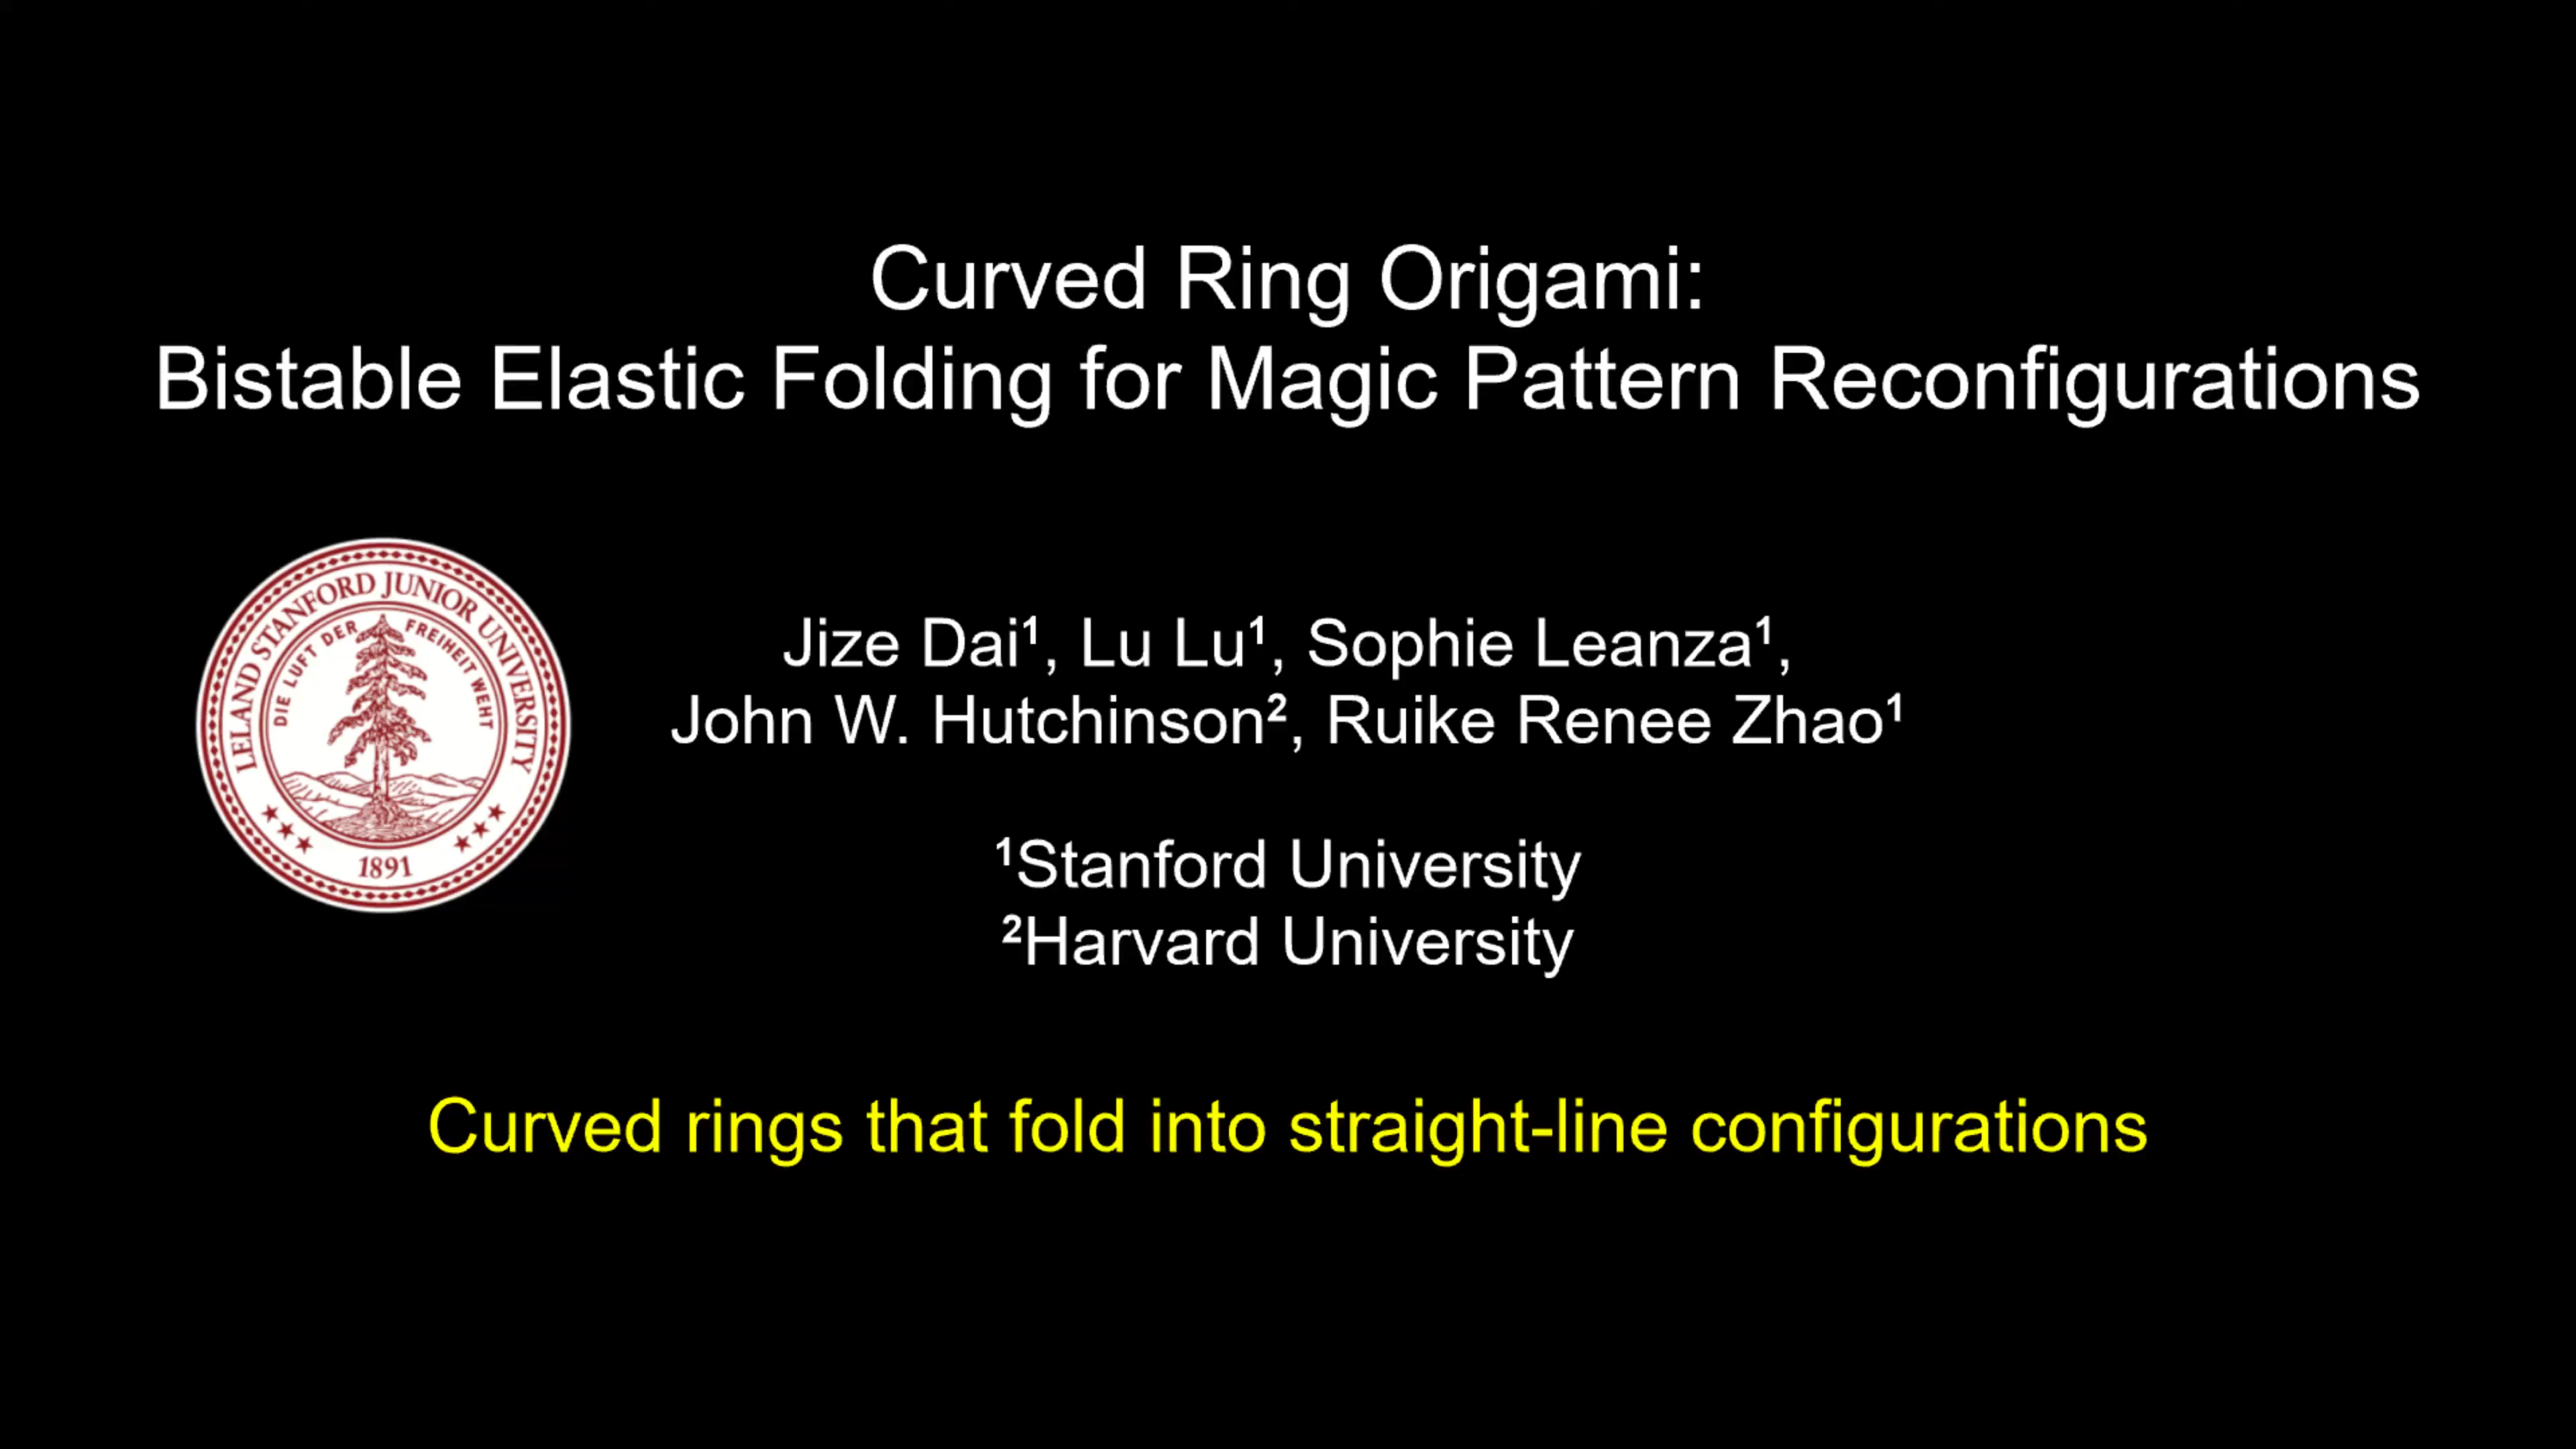 Curved Ring Origami:
Bistable Elastic Folding for Magic Pattern Reconfigurations
LELAND STANFORD JUNIOR UNIVERSITY
DIE LUFT DER FREIHEIT WEHT
1891
Jize Dai¹, Lu Lu¹, Sophie Leanza¹,
John W. Hutchinson², Ruike Renee Zhao¹
¹Stanford University
²Harvard University
Curved rings that fold into straight-line configurations